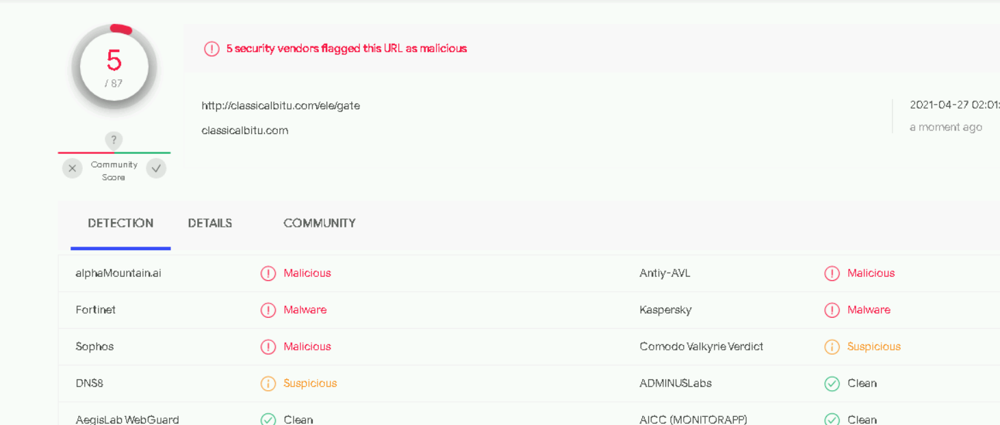 5
/ 87
5 security vendors flagged this URL as malicious
http://classicalbitu.com/ele/gate
classicalbitu.com
2021-04-27 02:01:
a moment ago
?
Community
Score
DETECTION DETAILS COMMUNITY
alphaMountain.ai Malicious Antiy-AVL Malicious
Fortinet Malware Kaspersky Malware
Sophos Malicious Comodo Valkyrie Verdict Suspicious
DNS8 Suspicious ADMINUSLabs Clean
AegisLab WebGuard Clean AICC (MONITORAPP) Clean